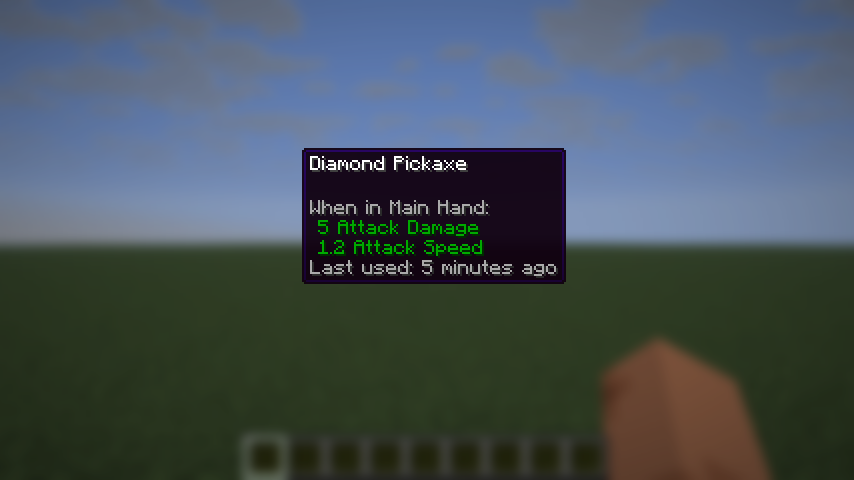 Diamond Pickaxe
When in Main Hand:
5 Attack Damage
1.2 Attack Speed
Last used: 5 minutes ago